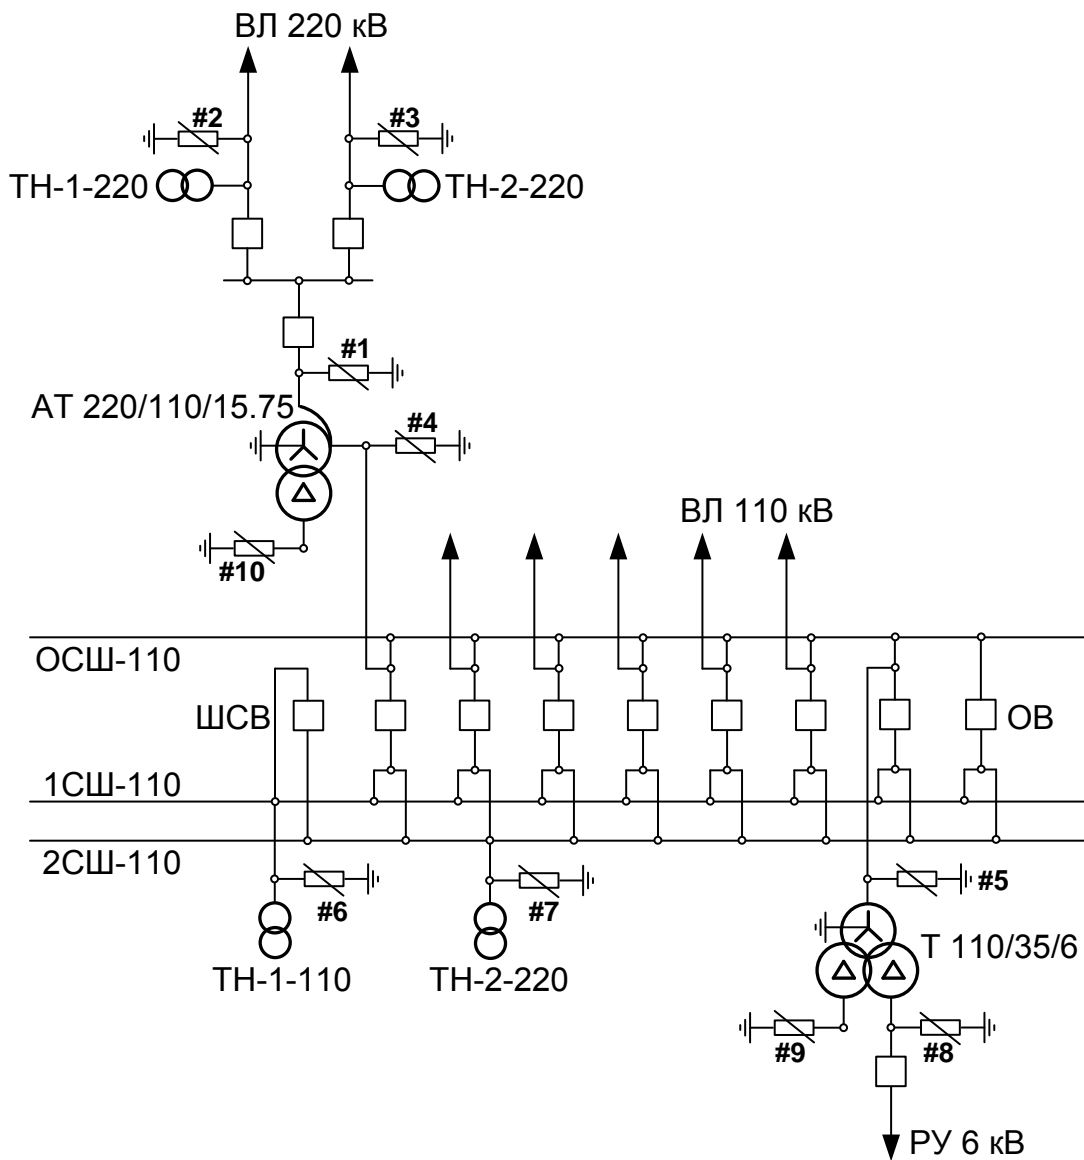 ВЛ 220 кВ
#2
#3
ТН-1-220
ТН-2-220
#1
АТ 220/110/15.75
#4
#10
ВЛ 110 кВ
ОСШ-110
ШСВ
ОВ
1СШ-110
2СШ-110
#6
#7
#5
ТН-1-110
ТН-2-220
Т 110/35/6
#9
#8
РУ 6 кВ